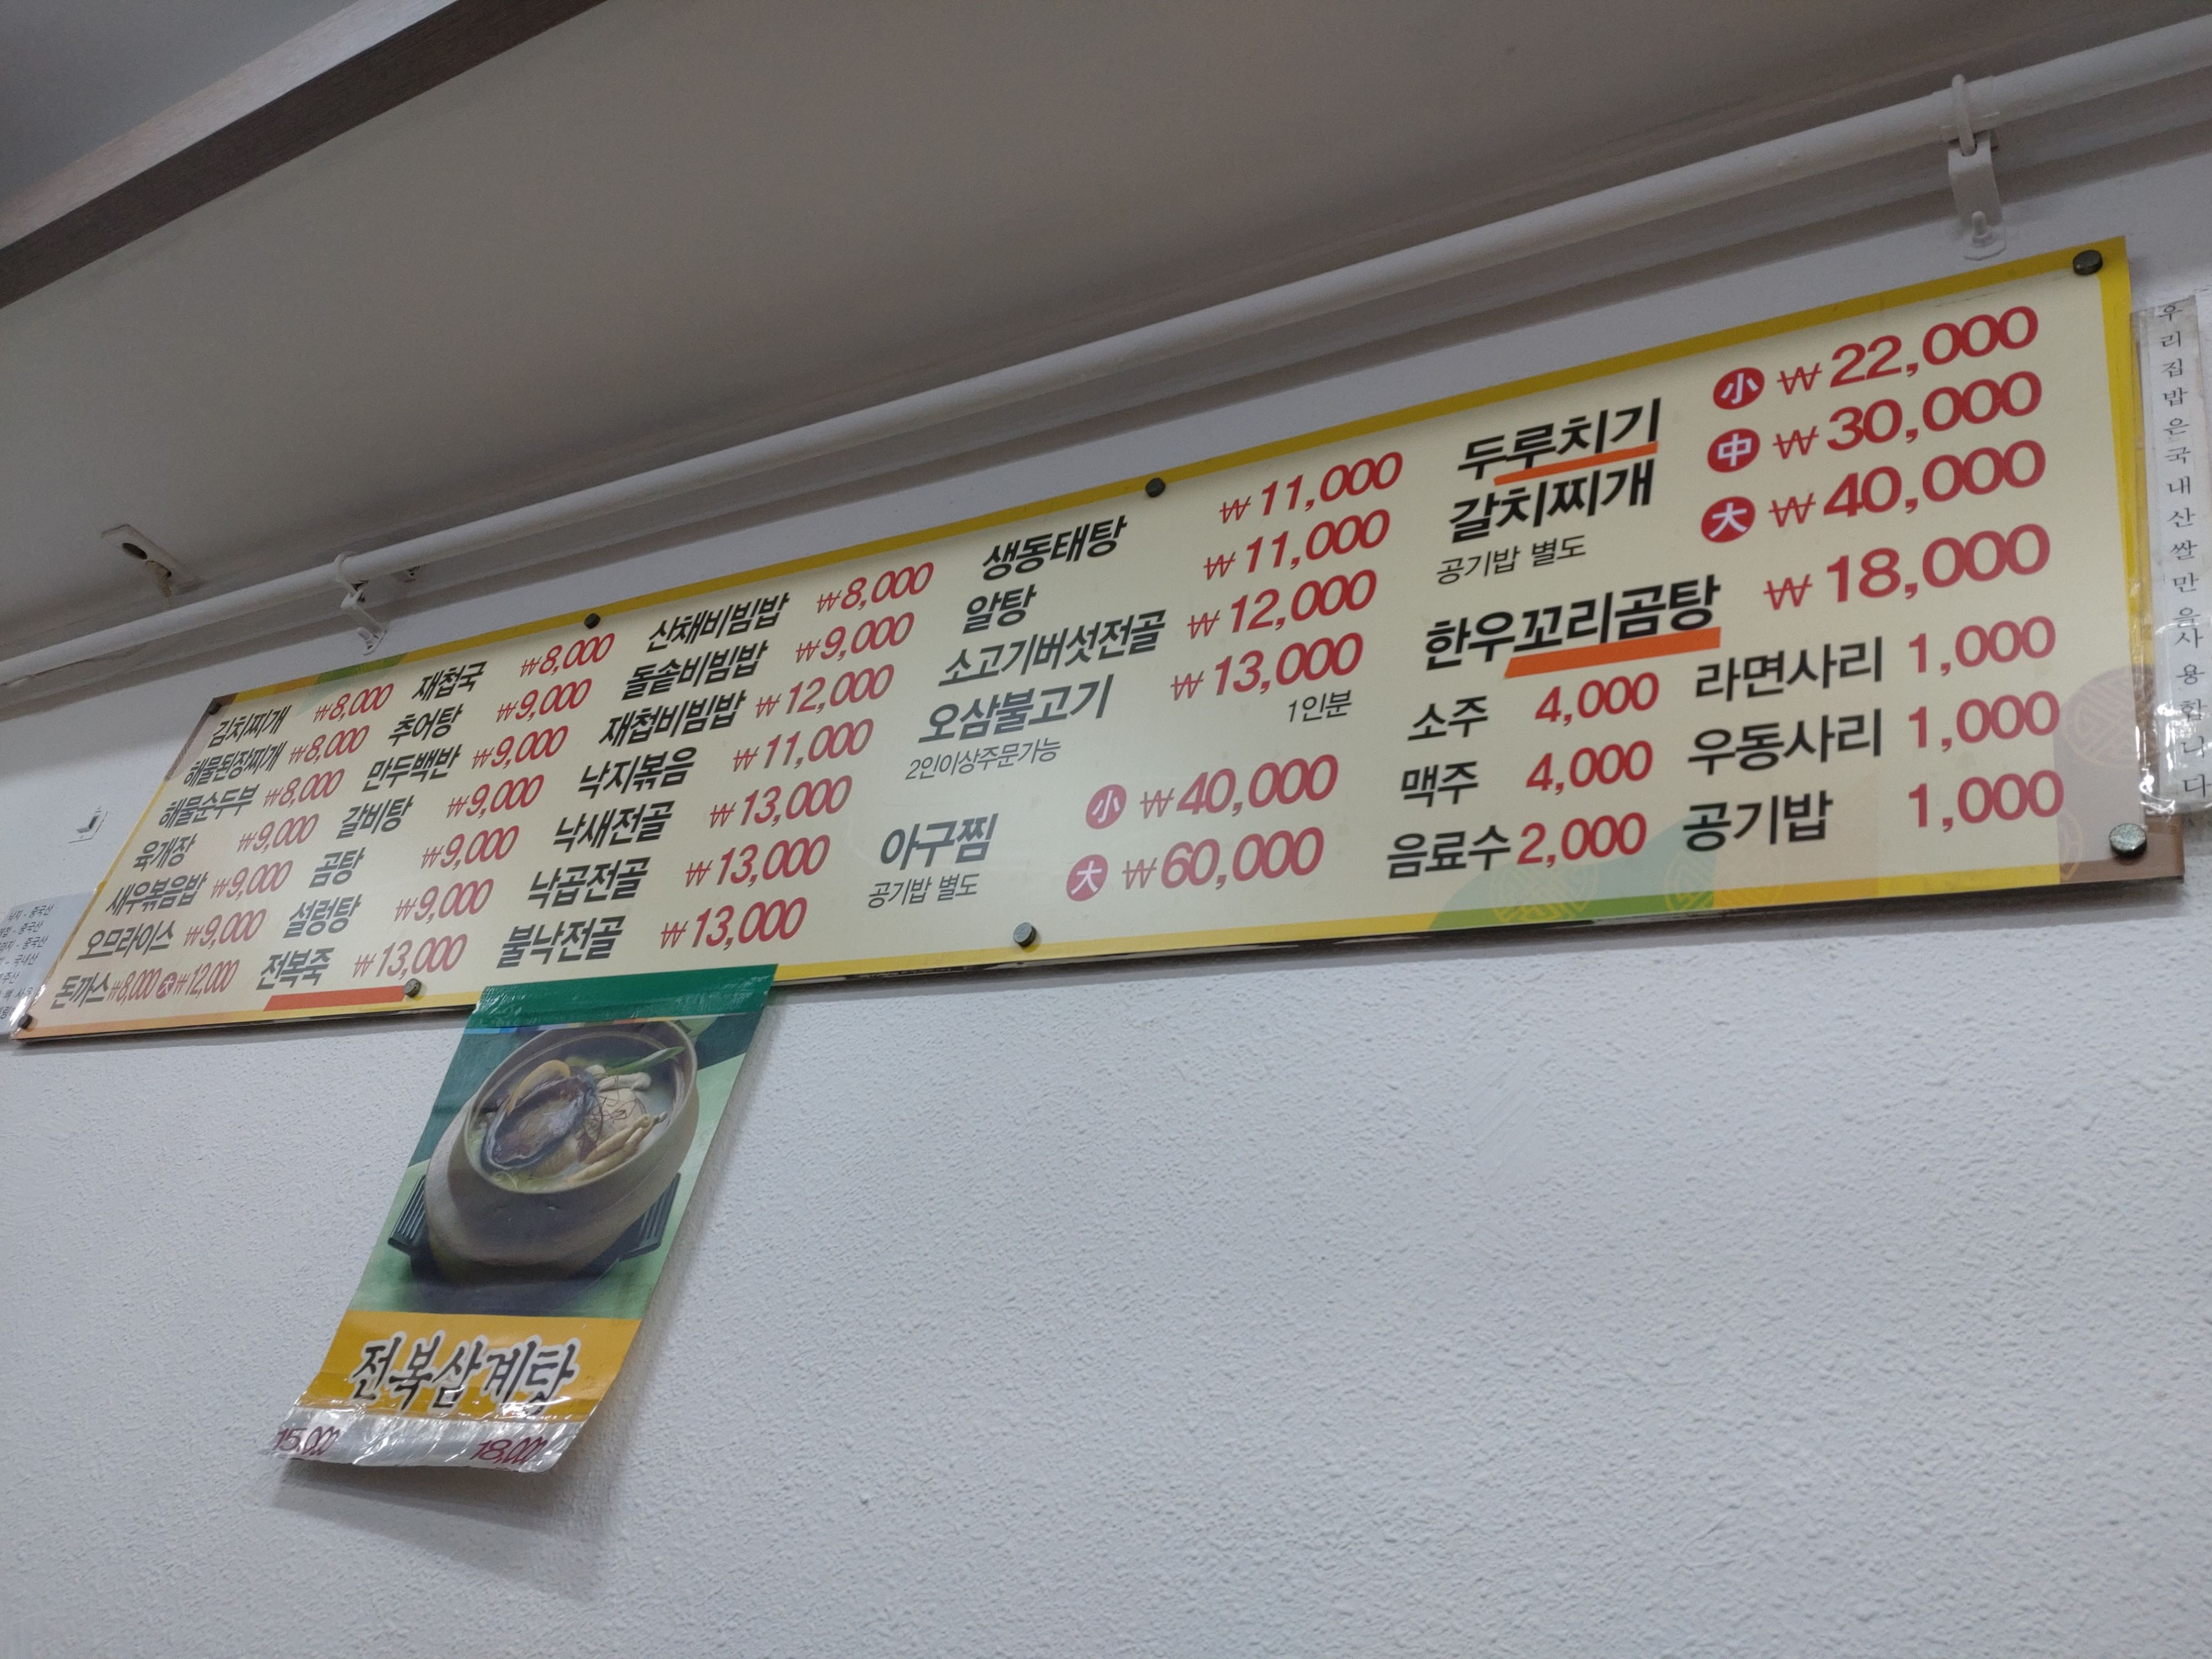 김치찌개 ₩8,000
해물된장찌개 ₩8,000
해물순두부 ₩8,000
육개장 ₩9,000
새우볶음밥 ₩9,000
오므라이스 ₩9,000
돈까스 ₩8,000 大 ₩12,000
재첩국 ₩8,000
추어탕 ₩9,000
만두백반 ₩9,000
갈비탕 ₩9,000
곰탕 ₩9,000
설렁탕 ₩9,000
전복죽 ₩13,000
산채비빔밥 ₩8,000
돌솥비빔밥 ₩9,000
재첩비빔밥 ₩12,000
낙지볶음 ₩11,000
낙새전골 ₩13,000
낙곱전골 ₩13,000
불낙전골 ₩13,000
생동태탕 ₩11,000
알탕 ₩11,000
소고기버섯전골 ₩12,000
오삼불고기 ₩13,000
2인이상주문가능 1인분
아구찜 小 ₩40,000
공기밥 별도 大 ₩60,000
두루치기 小 ₩22,000
갈치찌개 中 ₩30,000
공기밥 별도 大 ₩40,000
한우꼬리곰탕 ₩18,000
소주 4,000
맥주 4,000
음료수 2,000
라면사리 1,000
우동사리 1,000
공기밥 1,000
우리집밥은국내산쌀만을사용합니다
전복삼계탕
15,000 18,000